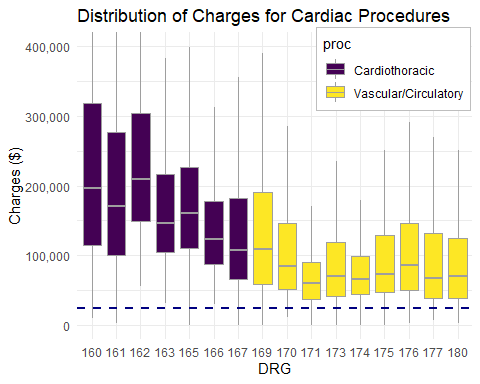 Distribution of Charges for Cardiac Procedures
proc
Cardiothoracic
Vascular/Circulatory
Charges ($)
400,000
300,000
200,000
100,000
0
160 161 162 163 165 166 167 169 170 171 173 174 175 176 177 180
DRG